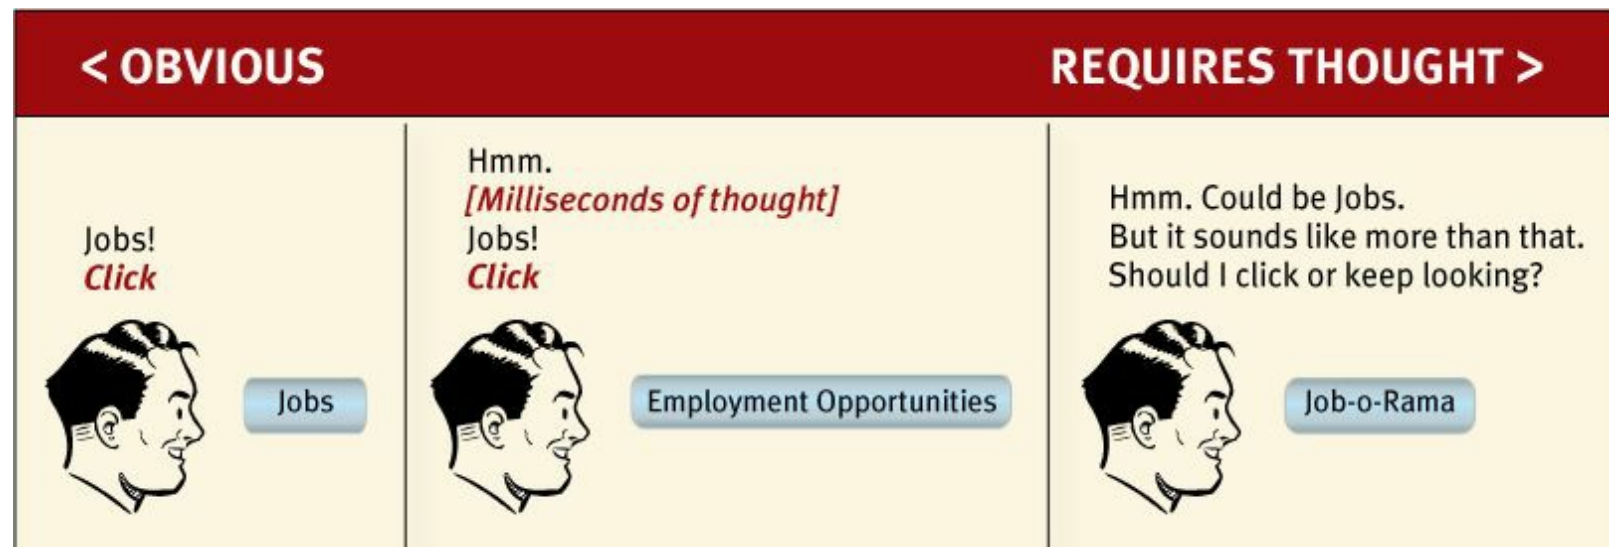 < OBVIOUS
REQUIRES THOUGHT >
Jobs!
Click
Jobs
Hmm.
[Milliseconds of thought]
Jobs!
Click
Employment Opportunities
Hmm. Could be Jobs.
But it sounds like more than that.
Should I click or keep looking?
Job-o-Rama